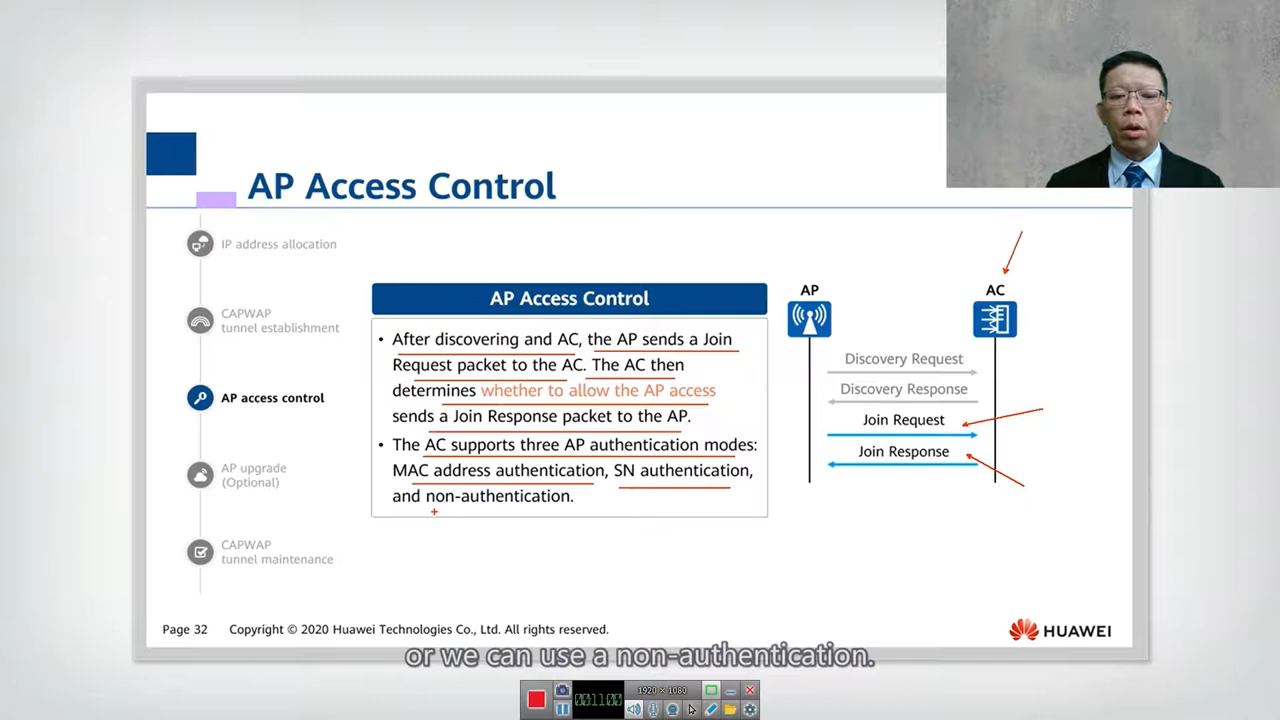 AP Access Control
IP address allocation
CAPWAP
tunnel establishment
AP access control
AP upgrade
(Optional)
CAPWAP
tunnel maintenance
AP Access Control
• After discovering and AC, the AP sends a Join
Request packet to the AC. The AC then
determines whether to allow the AP access
sends a Join Response packet to the AP.
• The AC supports three AP authentication modes:
MAC address authentication, SN authentication,
and non-authentication.
AP
AC
Discovery Request
Discovery Response
Join Request
Join Response
Page 32
Copyright © 2020 Huawei Technologies Co., Ltd. All rights reserved.
HUAWEI
or we can use a non-authentication.
001100
1920 × 1080